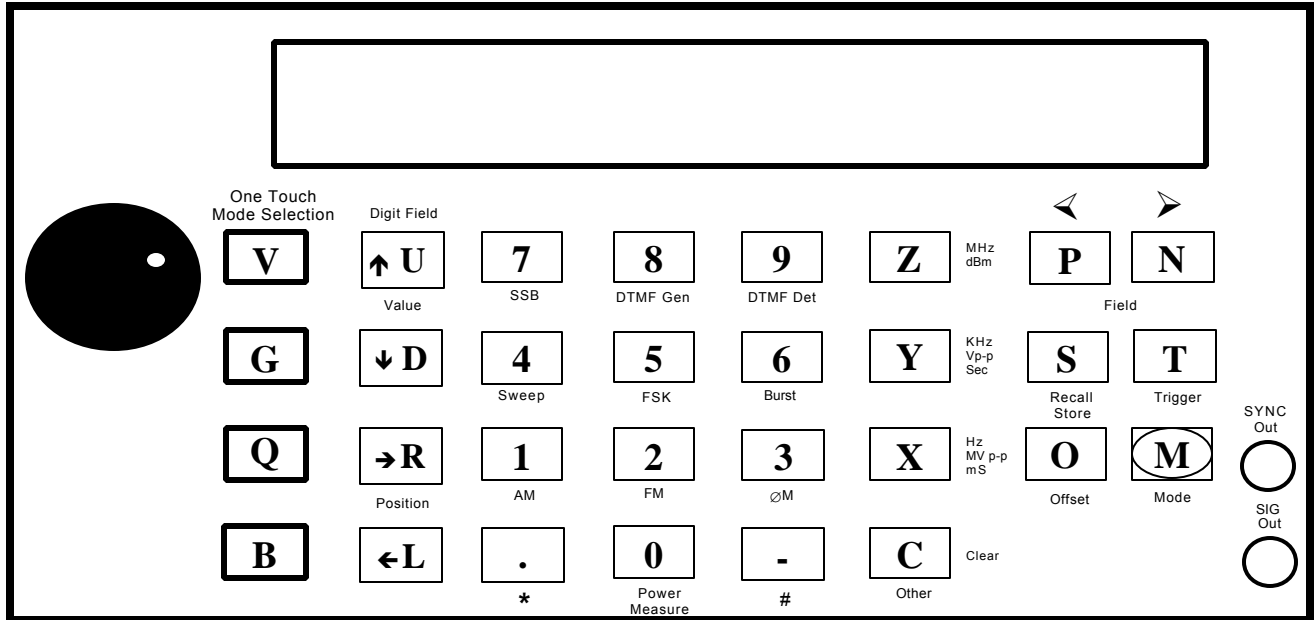 One Touch
Mode Selection
Digit Field
V
↑ U
7
8
9
Z
MHz
dBm
P
N
Value
SSB
DTMF Gen
DTMF Det
Field
G
↓ D
4
5
6
Y
KHz
Vp-p
Sec
S
T
Sweep
FSK
Burst
Recall
Store
Trigger
SYNC
Out
Q
→ R
1
2
3
X
Hz
MV p-p
mS
O
M
Position
AM
FM
∅M
Offset
Mode
SIG
Out
B
← L
.
0
-
C
Clear
*
Power
Measure
#
Other